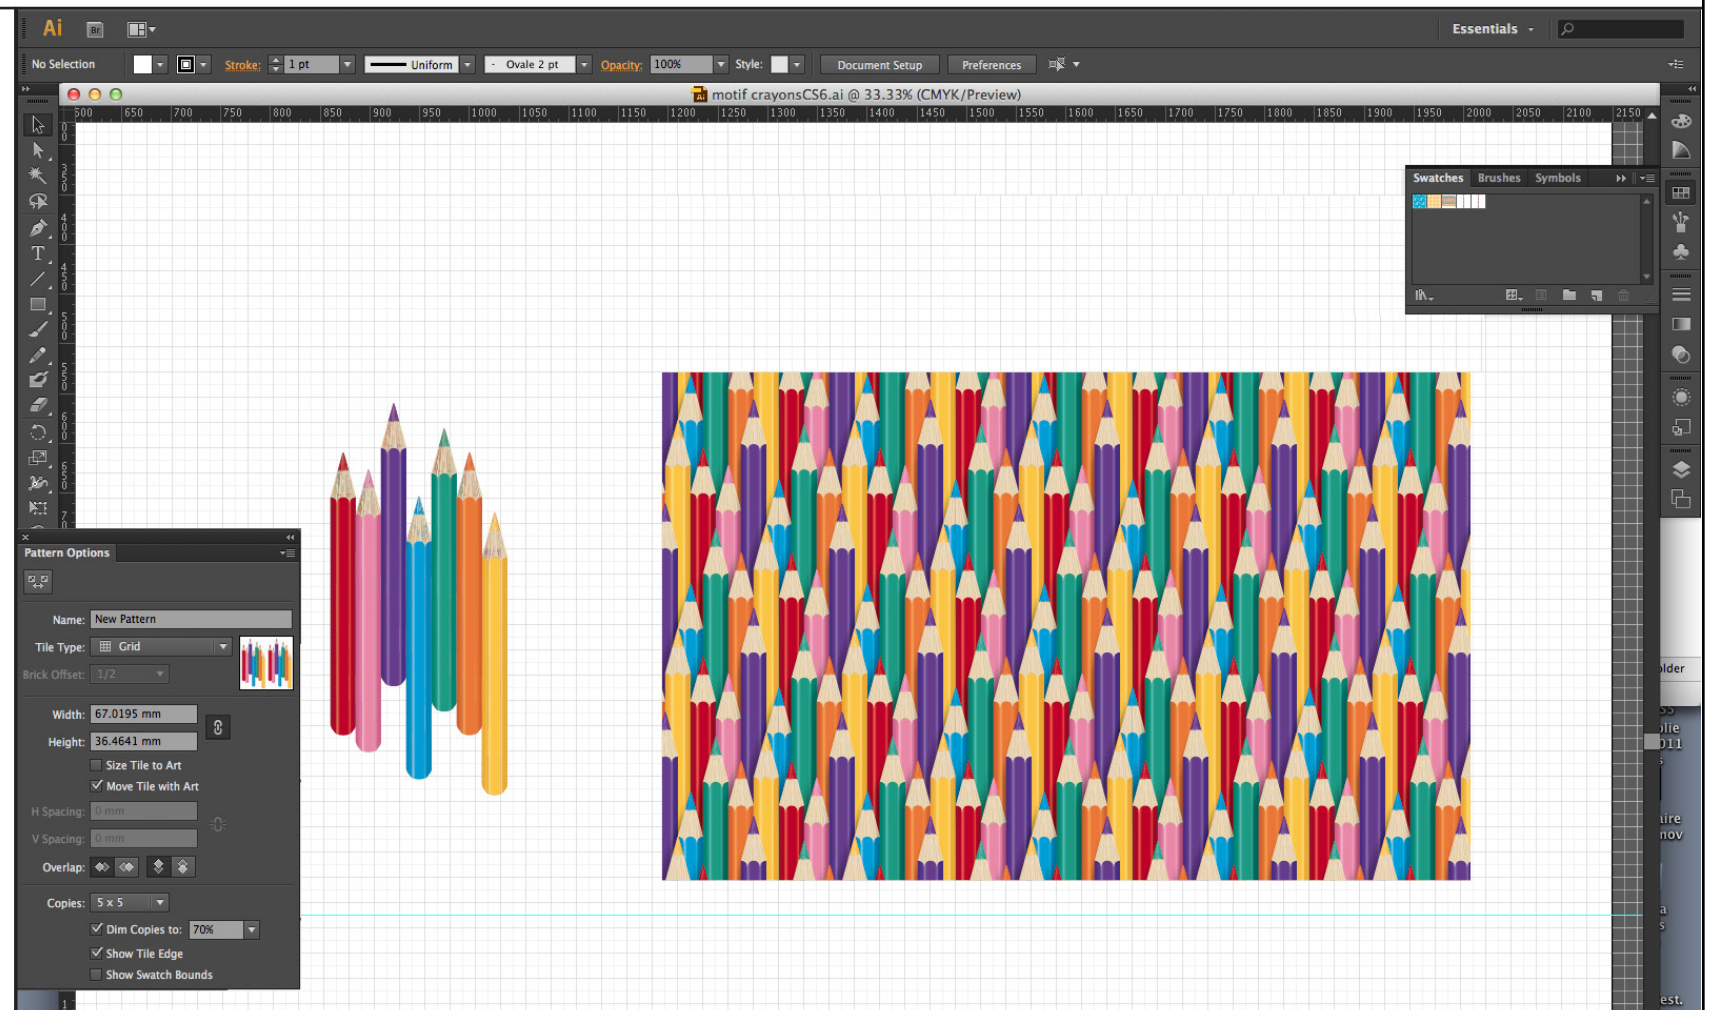 Ai Br Essentials
No Selection Stroke: 1 pt Uniform - Ovale 2 pt Opacity: 100% Style: Document Setup Preferences
motif crayonsCS6.ai @ 33.33% (CMYK/Preview)
600 650 700 750 800 850 900 950 1000 1050 1100 1150 1200 1250 1300 1350 1400 1450 1500 1550 1600 1650 1700 1750 1800 1850 1900 1950 2000 2050 2100 2150
Swatches Brushes Symbols
Pattern Options
Name: New Pattern
Tile Type: Grid
Brick Offset: 1/2
Width: 67.0195 mm
Height: 36.4641 mm
Size Tile to Art
Move Tile with Art
H Spacing: 0 mm
V Spacing: 0 mm
Overlap:
Copies: 5 x 5
Dim Copies to: 70%
Show Tile Edge
Show Swatch Bounds